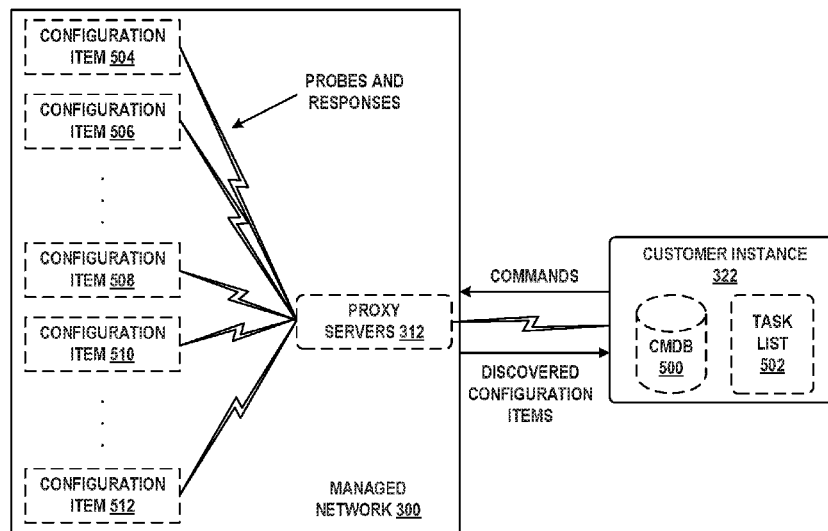 CONFIGURATION
ITEM 504
PROBES AND
RESPONSES
CONFIGURATION
ITEM 506
CONFIGURATION
ITEM 508
CONFIGURATION
ITEM 510
CONFIGURATION
ITEM 512
PROXY
SERVERS 312
MANAGED
NETWORK 300
COMMANDS
DISCOVERED
CONFIGURATION
ITEMS
CUSTOMER INSTANCE
322
CMDB
500
TASK
LIST
502